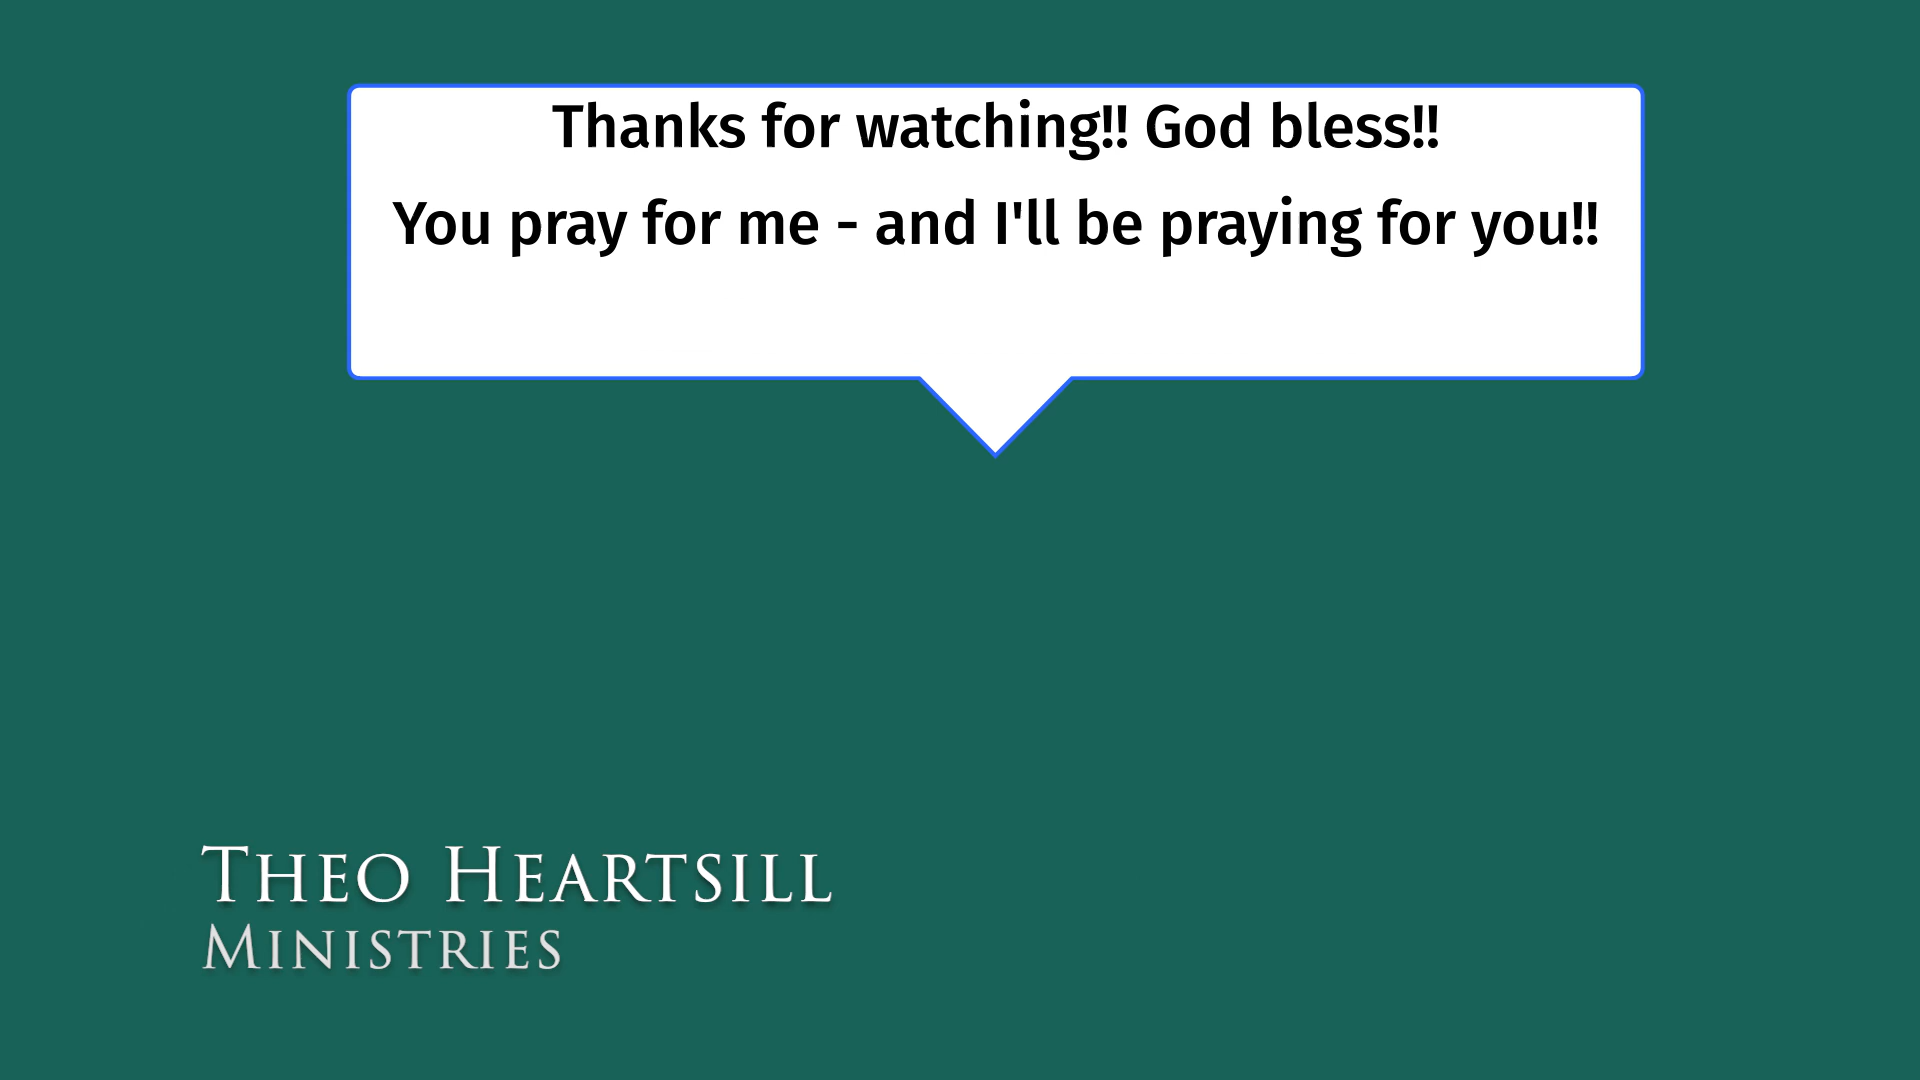 Thanks for watching!! God bless!!
You pray for me - and I'll be praying for you!!
THEO HEARTSILL
MINISTRIES